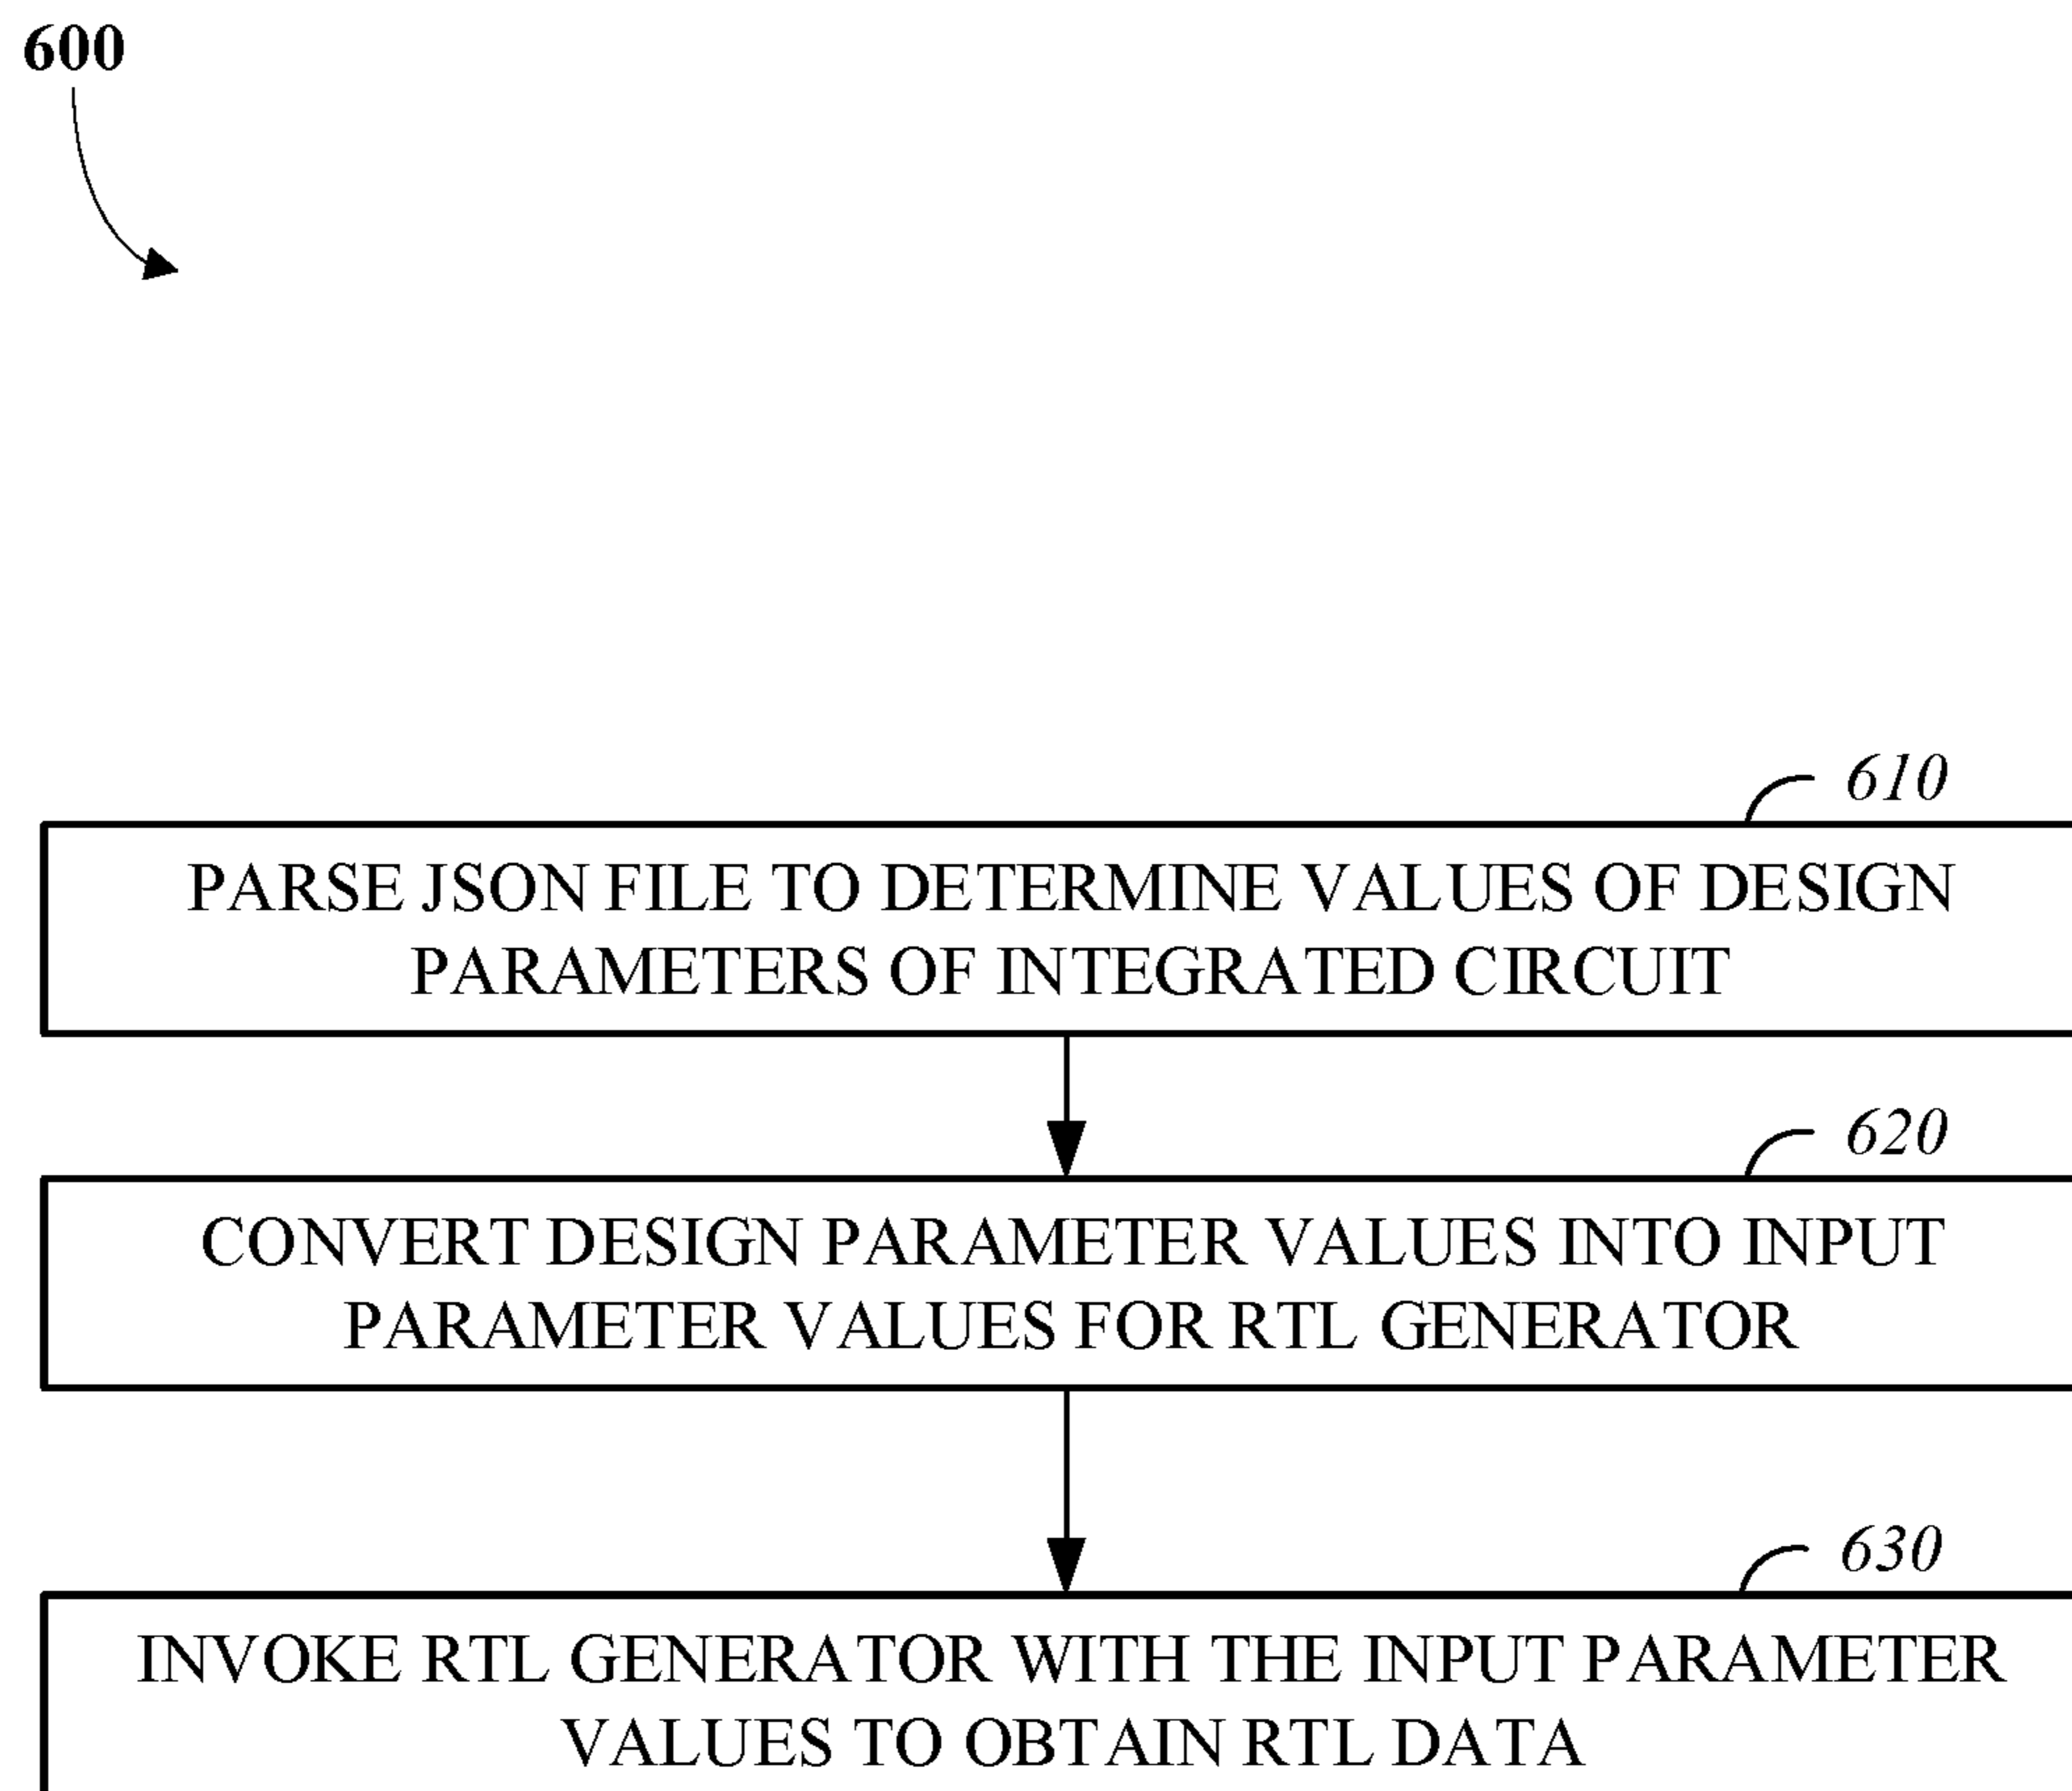 600
610
PARSE JSON FILE TO DETERMINE VALUES OF DESIGN
PARAMETERS OF INTEGRATED CIRCUIT
620
CONVERT DESIGN PARAMETER VALUES INTO INPUT
PARAMETER VALUES FOR RTL GENERATOR
630
INVOKE RTL GENERATOR WITH THE INPUT PARAMETER
VALUES TO OBTAIN RTL DATA